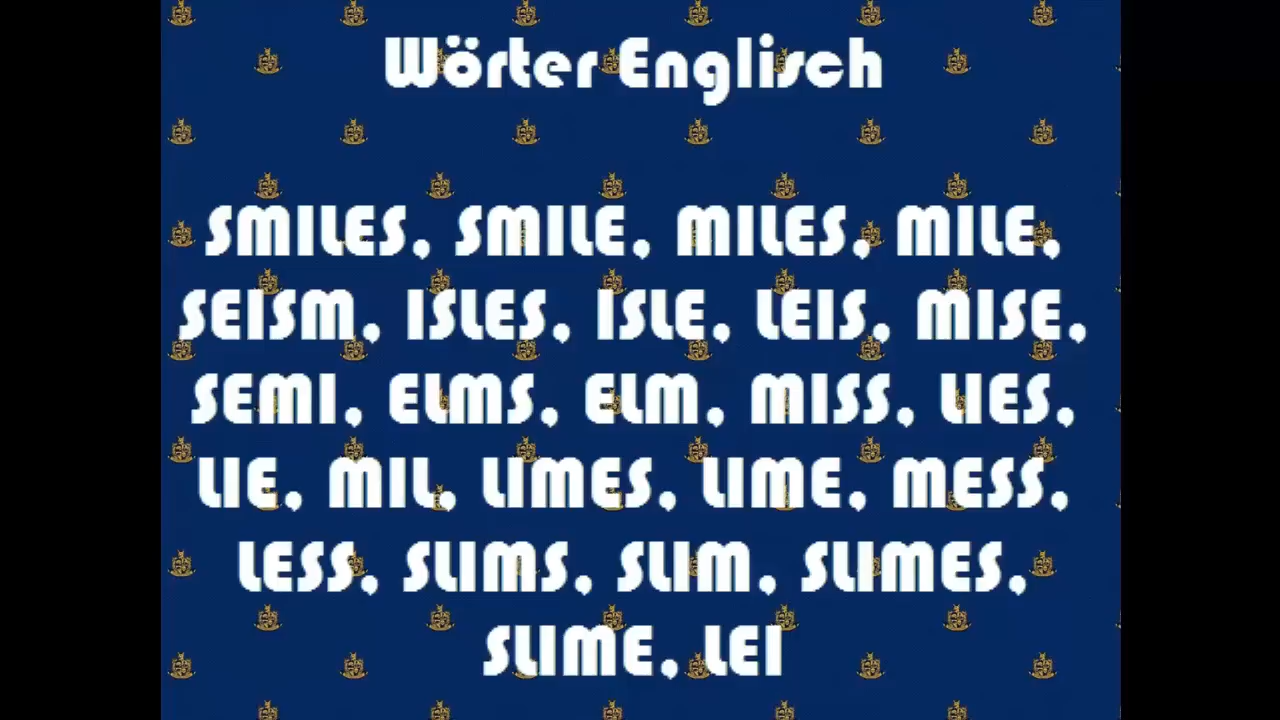 Wörter Englisch
SMILES, SMILE, MILES, MILE,
SEISM, ISLES, ISLE, LEIS, MISE,
SEMI, ELMS, ELM, MISS, LIES,
LIE, MIL, LIMES, LIME, MESS,
LESS, SLIMS, SLIM, SLIMES,
SLIME, LEI